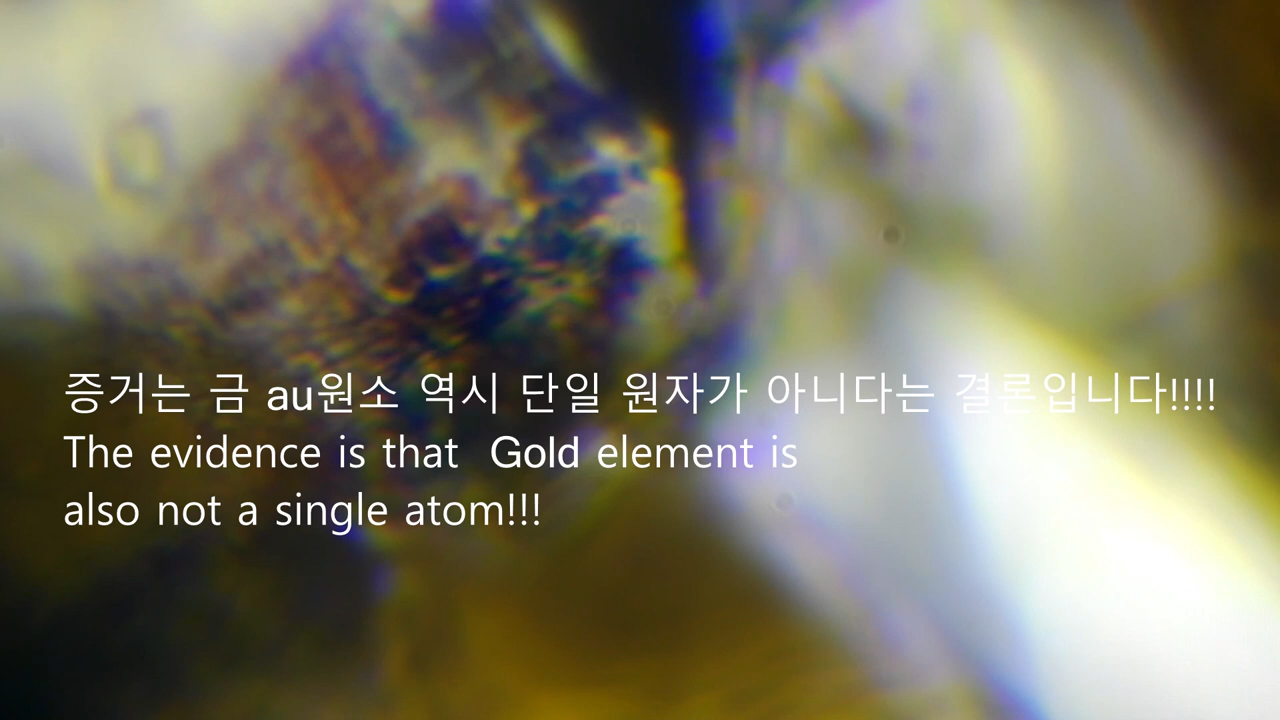 증거는 금 au원소 역시 단일 원자가 아니다는 결론입니다!!!!
The evidence is that  Gold element is
also not a single atom!!!